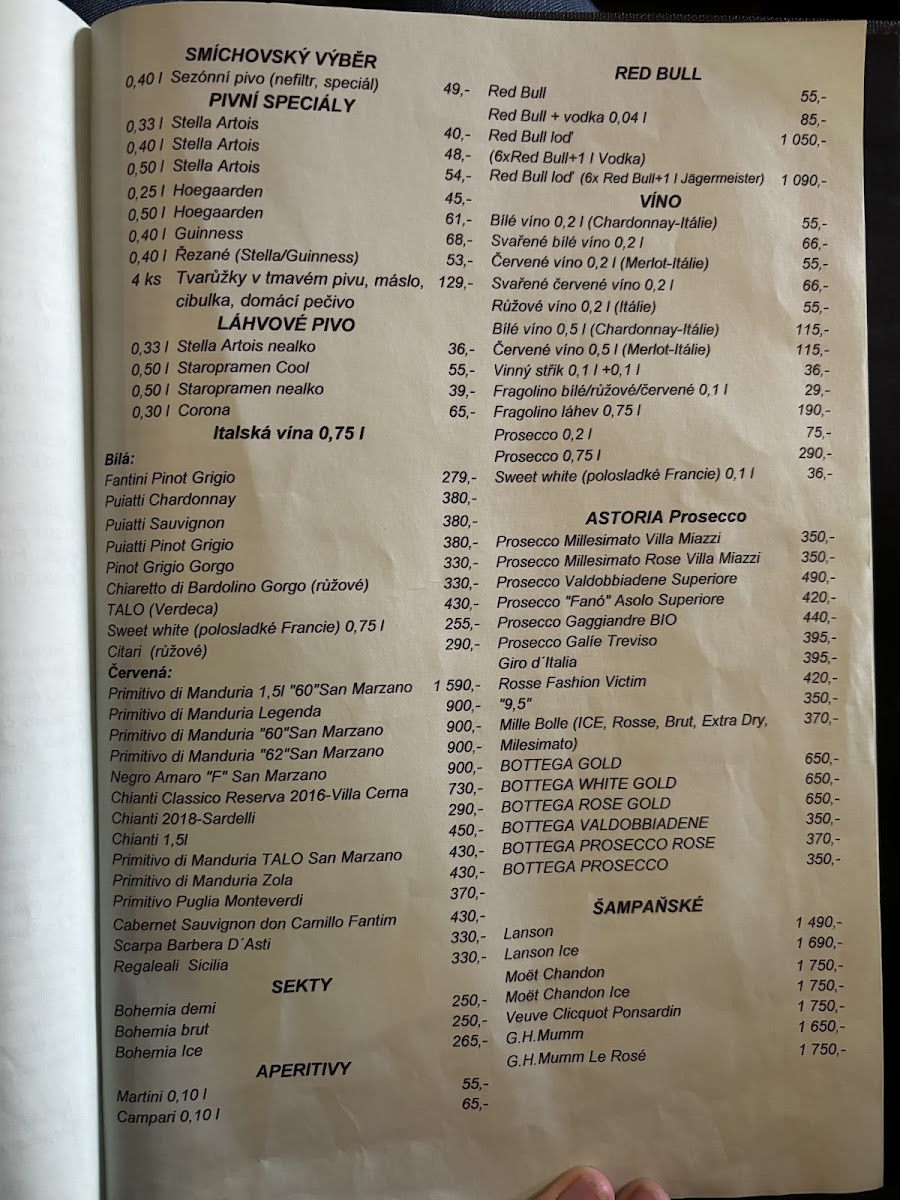 SMÍCHOVSKÝ VÝBĚR
0,40 l Sezónní pivo (nefiltr, speciál) 49,-
PIVNÍ SPECIÁLY
0,33 l Stella Artois 40,-
0,40 l Stella Artois 48,-
0,50 l Stella Artois 54,-
0,25 l Hoegaarden 45,-
0,50 l Hoegaarden 61,-
0,40 l Guinness 68,-
0,40 l Řezané (Stella/Guinness) 53,-
4 ks Tvarůžky v tmavém pivu, máslo, 129,-
cibulka, domácí pečivo
LÁHVOVÉ PIVO
0,33 l Stella Artois nealko 36,-
0,50 l Staropramen Cool 55,-
0,50 l Staropramen nealko 39,-
0,30 l Corona 65,-
Italská vína 0,75 l
Bílá:
Fantini Pinot Grigio 279,-
Puiatti Chardonnay 380,-
Puiatti Sauvignon 380,-
Puiatti Pinot Grigio 380,-
Pinot Grigio Gorgo 330,-
Chiaretto di Bardolino Gorgo (růžové) 330,-
TALO (Verdeca) 430,-
Sweet white (polosladké Francie) 0,75 l 255,-
Citari (růžové) 290,-
Červená:
Primitivo di Manduria 1,5l "60"San Marzano 1 590,-
Primitivo di Manduria Legenda 900,-
Primitivo di Manduria "60"San Marzano 900,-
Primitivo di Manduria "62"San Marzano 900,-
Negro Amaro "F" San Marzano 900,-
Chianti Classico Reserva 2016-Villa Cerna 730,-
Chianti 2018-Sardelli 290,-
Chianti 1,5l 450,-
Primitivo di Manduria TALO San Marzano 430,-
Primitivo di Manduria Zola 430,-
Primitivo Puglia Monteverdi 370,-
Cabernet Sauvignon don Camillo Fantim 430,-
Scarpa Barbera D´Asti 330,-
Regaleali Sicilia 330,-
SEKTY
Bohemia demi 250,-
Bohemia brut 250,-
Bohemia Ice 265,-
APERITIVY
Martini 0,10 l 55,-
Campari 0,10 l 65,-
RED BULL
Red Bull 55,-
Red Bull + vodka 0,04 l 85,-
Red Bull loď 1 050,-
(6xRed Bull+1 l Vodka)
Red Bull loď (6x Red Bull+1 l Jägermeister) 1 090,-
VÍNO
Bílé víno 0,2 l (Chardonnay-Itálie) 55,-
Svařené bílé víno 0,2 l 66,-
Červené víno 0,2 l (Merlot-Itálie) 55,-
Svařené červené víno 0,2 l 66,-
Růžové víno 0,2 l (Itálie) 55,-
Bílé víno 0,5 l (Chardonnay-Itálie) 115,-
Červené víno 0,5 l (Merlot-Itálie) 115,-
Vinný střik 0,1 l +0,1 l 36,-
Fragolino bílé/růžové/červené 0,1 l 29,-
Fragolino láhev 0,75 l 190,-
Prosecco 0,2 l 75,-
Prosecco 0,75 l 290,-
Sweet white (polosladké Francie) 0,1 l 36,-
ASTORIA Prosecco
Prosecco Millesimato Villa Miazzi 350,-
Prosecco Millesimato Rose Villa Miazzi 350,-
Prosecco Valdobbiadene Superiore 490,-
Prosecco "Fanó" Asolo Superiore 420,-
Prosecco Gaggiandre BIO 440,-
Prosecco Galíe Treviso 395,-
Giro d´Italia 395,-
Rosse Fashion Victim 420,-
"9,5" 350,-
Mille Bolle (ICE, Rosse, Brut, Extra Dry, 370,-
Milesimato)
BOTTEGA GOLD 650,-
BOTTEGA WHITE GOLD 650,-
BOTTEGA ROSE GOLD 650,-
BOTTEGA VALDOBBIADENE 350,-
BOTTEGA PROSECCO ROSE 370,-
BOTTEGA PROSECCO 350,-
ŠAMPAŇSKÉ
Lanson 1 490,-
Lanson Ice 1 690,-
Moët Chandon 1 750,-
Moët Chandon Ice 1 750,-
Veuve Clicquot Ponsardin 1 750,-
G.H.Mumm 1 650,-
G.H.Mumm Le Rosé 1 750,-